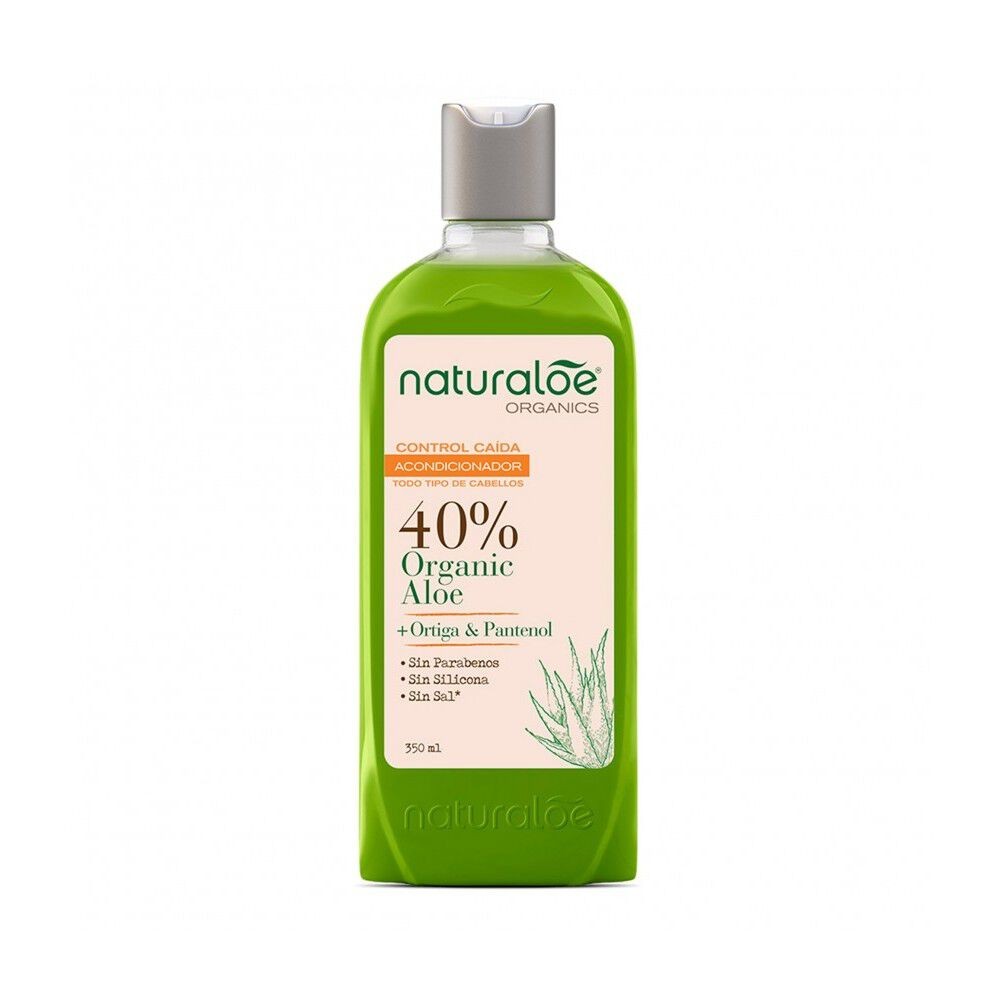 naturaloe®
ORGANICS
CONTROL CAÍDA
ACONDICIONADOR
TODO TIPO DE CABELLOS
40%
Organic
Aloe
+Ortiga & Pantenol
• Sin Parabenos
• Sin Silicona
• Sin Sal*
350 ml
naturaloe